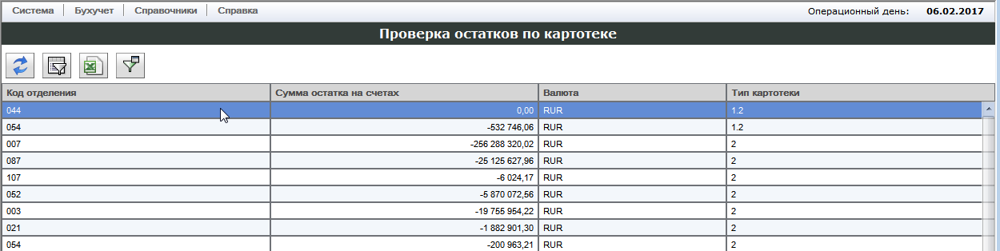 Система Бухучет Справочники Справка Операционный день: 06.02.2017
Проверка остатков по картотеке
Код отделения Сумма остатка на счетах Валюта Тип картотеки
044 0,00 RUR 1.2
054 -532 746,06 RUR 1.2
007 -256 288 320,02 RUR 2
087 -25 125 627,96 RUR 2
107 -6 024,17 RUR 2
052 -5 870 072,56 RUR 2
003 -19 755 954,22 RUR 2
021 -1 882 901,30 RUR 2
054 -200 963,21 RUR 2